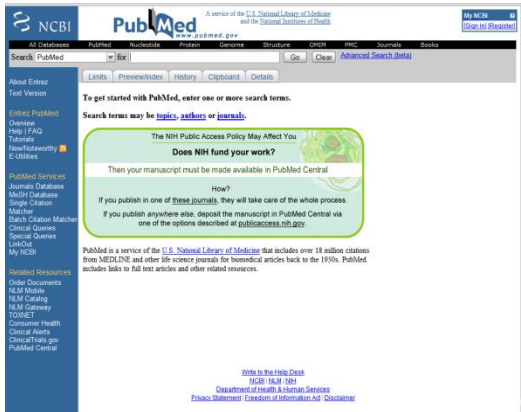 NCBI
PubMed
www.pubmed.gov
A service of the U.S. National Library of Medicine
and the National Institutes of Health
My NCBI
[Sign In] [Register]
All Databases PubMed Nucleotide Protein Genome Structure OMIM PMC Journals Books
Search PubMed for Go Clear Advanced Search (beta)
Limits Preview/Index History Clipboard Details
About Entrez
Text Version
Entrez PubMed
Overview
Help | FAQ
Tutorials
New/Noteworthy
E-Utilities
PubMed Services
Journals Database
MeSH Database
Single Citation
Matcher
Batch Citation Matcher
Clinical Queries
Special Queries
LinkOut
My NCBI
Related Resources
Order Documents
NLM Mobile
NLM Catalog
NLM Gateway
TOXNET
Consumer Health
Clinical Alerts
ClinicalTrials.gov
PubMed Central
To get started with PubMed, enter one or more search terms.
Search terms may be topics, authors or journals.
The NIH Public Access Policy May Affect You
Does NIH fund your work?
Then your manuscript must be made available in PubMed Central
How?
If you publish in one of these journals, they will take care of the whole process.
If you publish anywhere else, deposit the manuscript in PubMed Central via
one of the options described at publicaccess.nih.gov.
PubMed is a service of the U.S. National Library of Medicine that includes over 18 million citations
from MEDLINE and other life science journals for biomedical articles back to the 1950s. PubMed
includes links to full text articles and other related resources.
Write to the Help Desk
NCBI | NLM | NIH
Department of Health & Human Services
Privacy Statement | Freedom of Information Act | Disclaimer